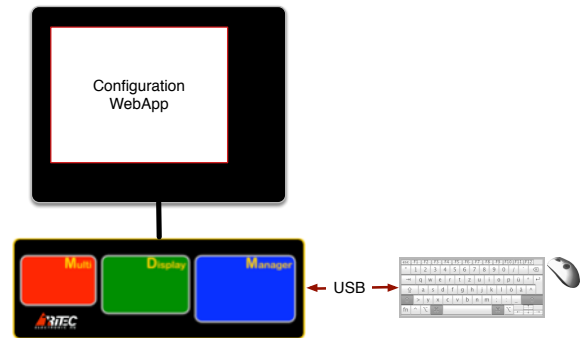 Configuration
WebApp
Multi
Display
Manager
ARITEC
USB